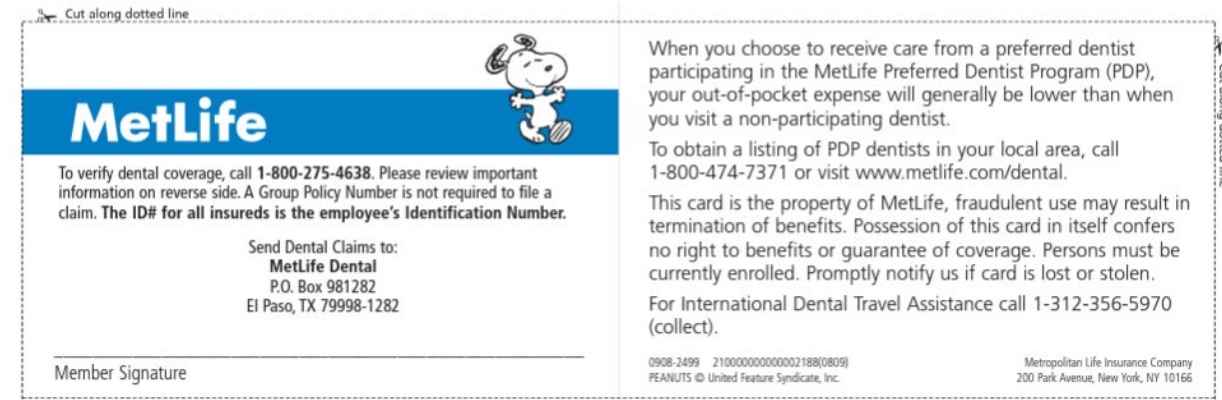 Cut along dotted line
MetLife
To verify dental coverage, call 1-800-275-4638. Please review important
information on reverse side. A Group Policy Number is not required to file a
claim. The ID# for all insureds is the employee's Identification Number.
Send Dental Claims to:
MetLife Dental
P.O. Box 981282
El Paso, TX 79998-1282
Member Signature
When you choose to receive care from a preferred dentist
participating in the MetLife Preferred Dentist Program (PDP),
your out-of-pocket expense will generally be lower than when
you visit a non-participating dentist.
To obtain a listing of PDP dentists in your local area, call
1-800-474-7371 or visit www.metlife.com/dental.
This card is the property of MetLife, fraudulent use may result in
termination of benefits. Possession of this card in itself confers
no right to benefits or guarantee of coverage. Persons must be
currently enrolled. Promptly notify us if card is lost or stolen.
For International Dental Travel Assistance call 1-312-356-5970
(collect).
0908-2499 210000000000002188(0809)
PEANUTS © United Feature Syndicate, Inc.
Metropolitan Life Insurance Company
200 Park Avenue, New York, NY 10166